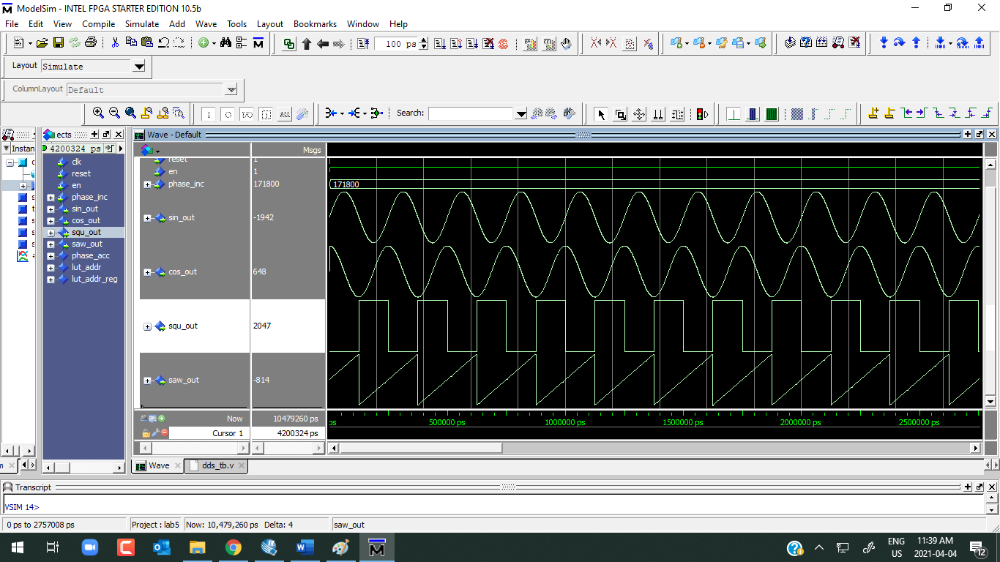 ModelSim - INTEL FPGA STARTER EDITION 10.5b
File Edit View Compile Simulate Add Wave Tools Layout Bookmarks Window Help
100 ps
Layout Simulate
ColumnLayout Default
Search:
ects
Wave - Default
Instan
4200324 ps
Msgs
clk
reset
en
phase_inc
sin_out
cos_out
squ_out
saw_out
phase_acc
lut_addr
lut_addr_reg
reset 1
en 1
phase_inc 171800 171800
sin_out -1942
cos_out 648
squ_out 2047
saw_out -814
Now 10479260 ps
Cursor 1 4200324 ps
ps 500000 ps 1000000 ps 1500000 ps 2000000 ps 2500000 ps
Wave dds_tb.v
Transcript
VSIM 14>
0 ps to 2757008 ps Project : lab5 Now: 10,479,260 ps Delta: 4 saw_out
ENG 11:39 AM
US 2021-04-04
12